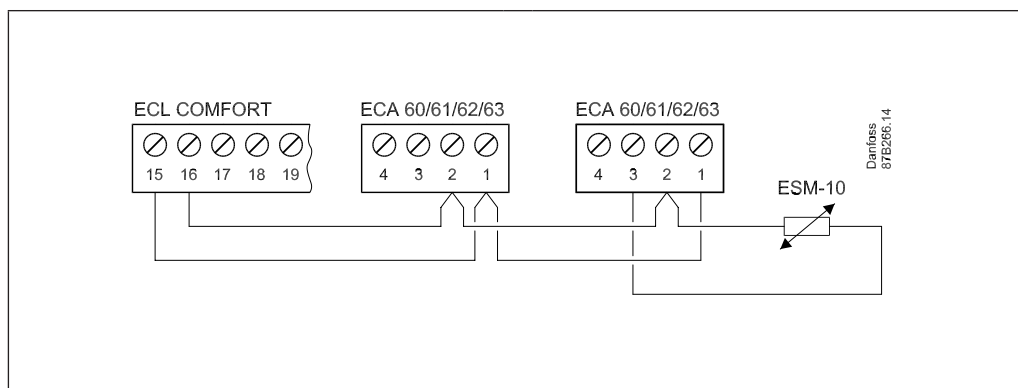 ECL COMFORT
ECA 60/61/62/63
ECA 60/61/62/63
15 16 17 18 19
4 3 2 1
4 3 2 1
ESM-10
Danfoss
87B266.14